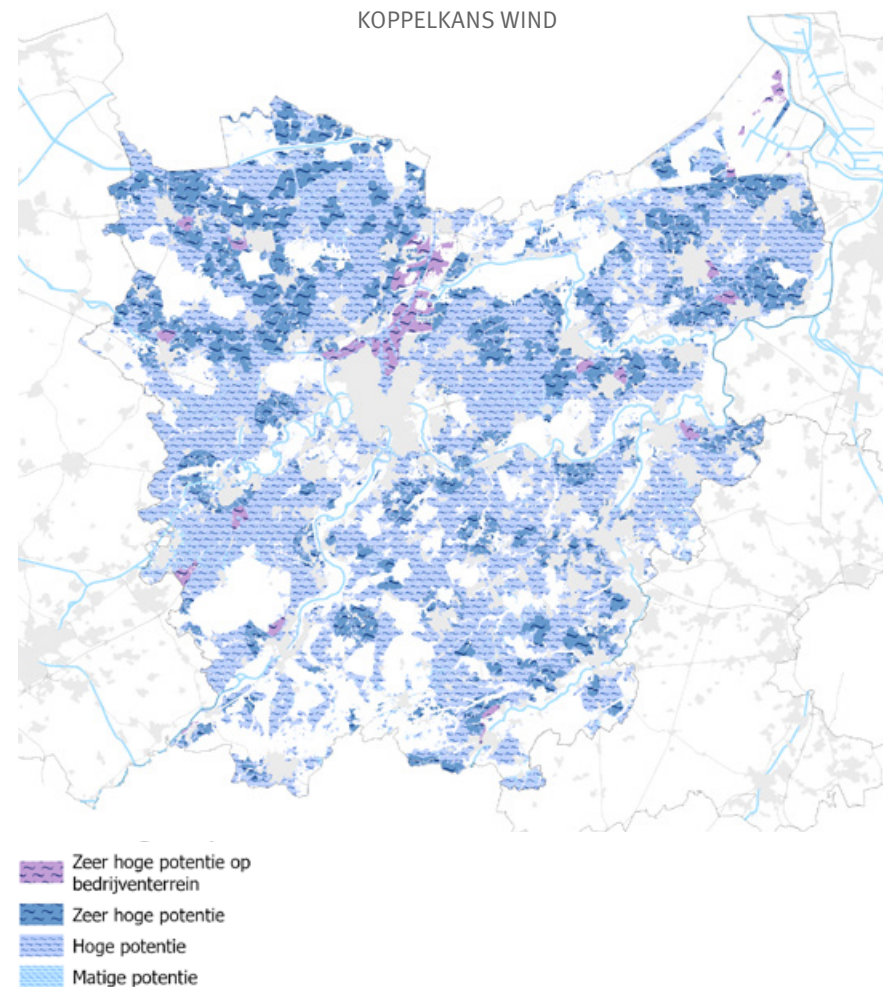 KOPPELKANS WIND
Zeer hoge potentie op
bedrijventerrein
Zeer hoge potentie
Hoge potentie
Matige potentie